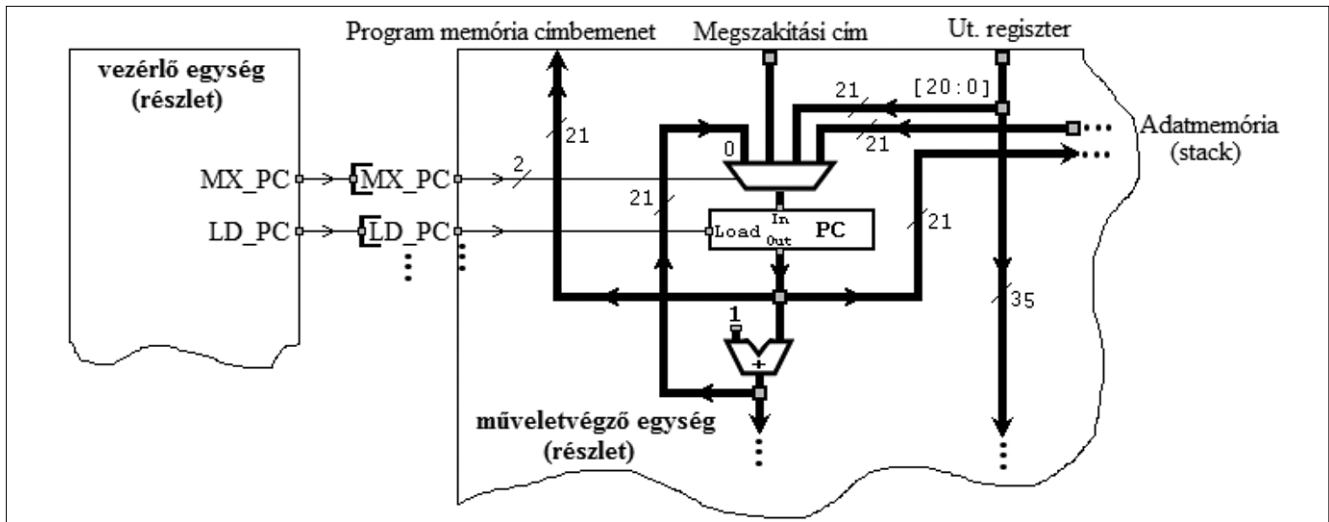 Program memória címbemenet
Megszakítási cím
Ut. regiszter
vezérlő egység
(részlet)
[20:0]
21
21
21
0
Adatmemória
(stack)
MX_PC
MX_PC
2
21
LD_PC
LD_PC
Load
In
Out
PC
21
35
1
+
műveletvégző egység
(részlet)